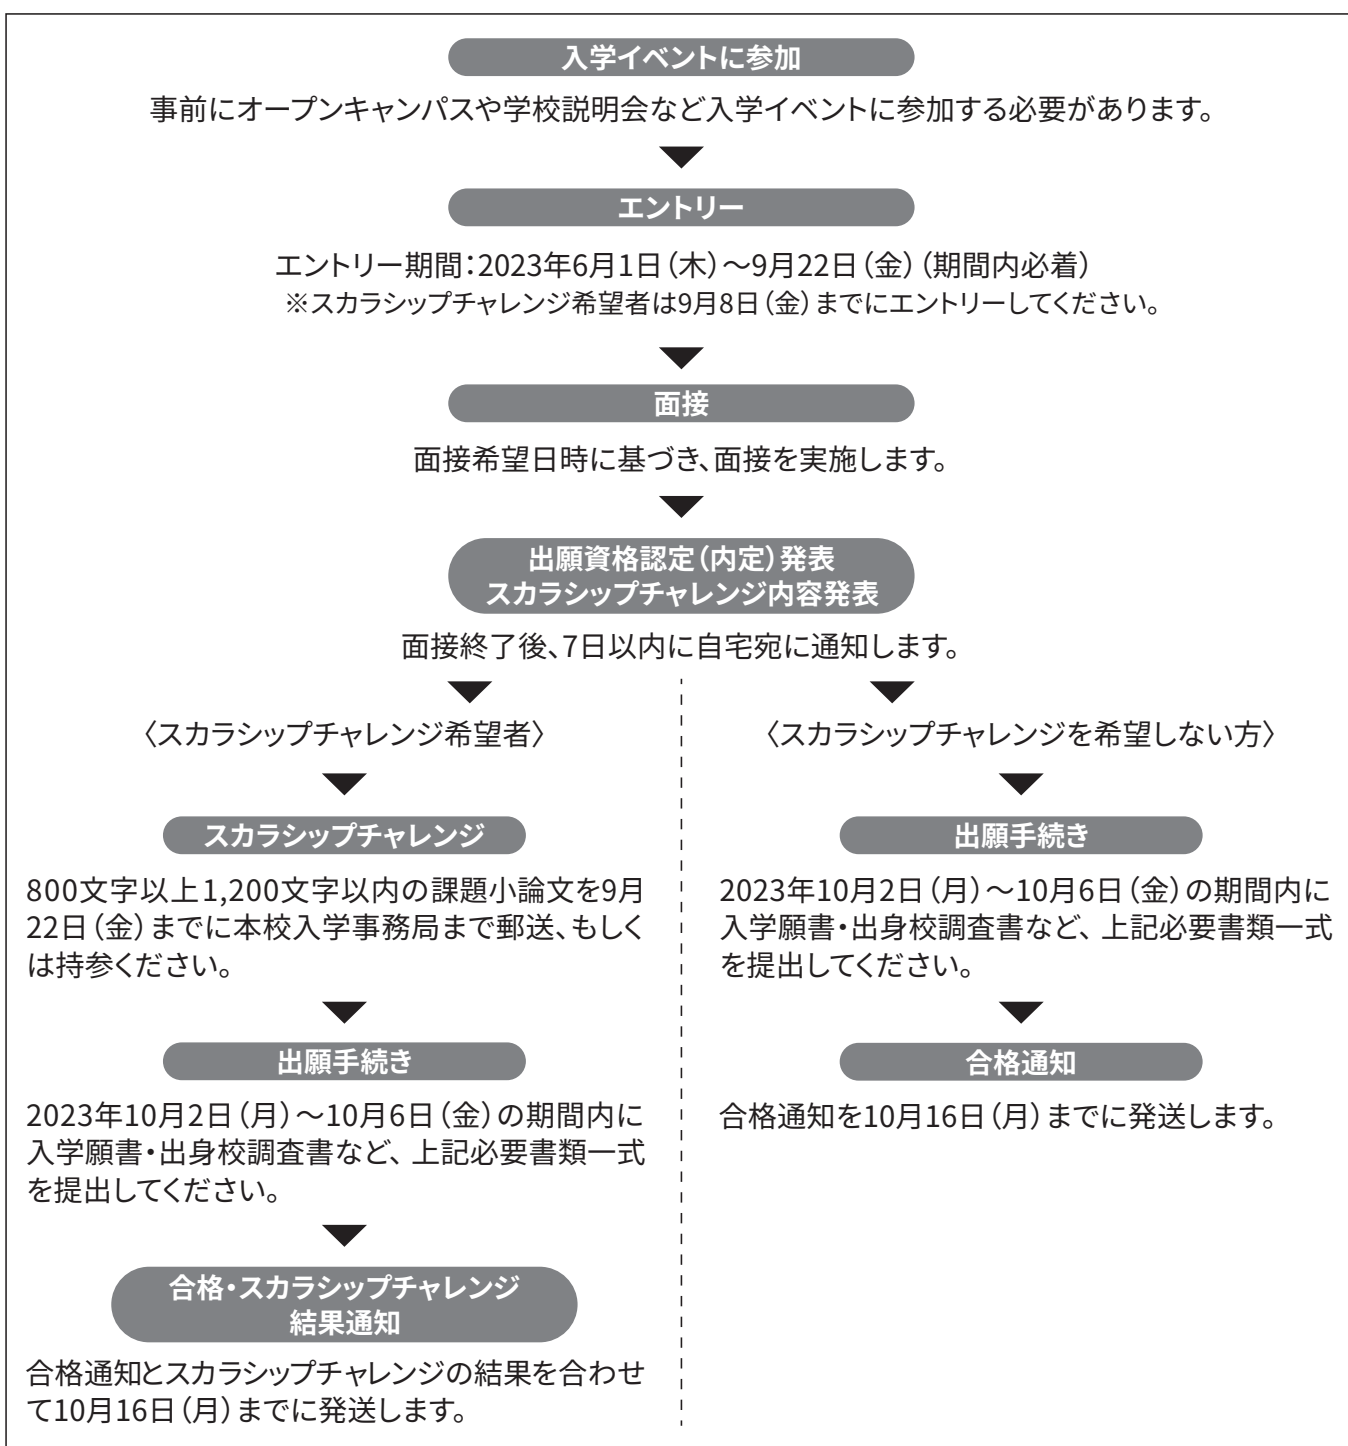 入学イベントに参加
事前にオープンキャンパスや学校説明会など入学イベントに参加する必要があります。
エントリー
エントリー期間：2023年6月1日（木）～9月22日（金）（期間内必着）
※スカラシップチャレンジ希望者は9月8日（金）までにエントリーしてください。
面接
面接希望日時に基づき、面接を実施します。
出願資格認定（内定）発表
スカラシップチャレンジ内容発表
面接終了後、7日以内に自宅宛に通知します。
〈スカラシップチャレンジ希望者〉
スカラシップチャレンジ
800文字以上1,200文字以内の課題小論文を9月
22日（金）までに本校入学事務局まで郵送、もしく
は持参ください。
出願手続き
2023年10月2日（月）～10月6日（金）の期間内に
入学願書・出身校調査書など、上記必要書類一式
を提出してください。
合格・スカラシップチャレンジ
結果通知
合格通知とスカラシップチャレンジの結果を合わせ
て10月16日（月）までに発送します。
〈スカラシップチャレンジを希望しない方〉
出願手続き
2023年10月2日（月）～10月6日（金）の期間内に
入学願書・出身校調査書など、上記必要書類一式
を提出してください。
合格通知
合格通知を10月16日（月）までに発送します。